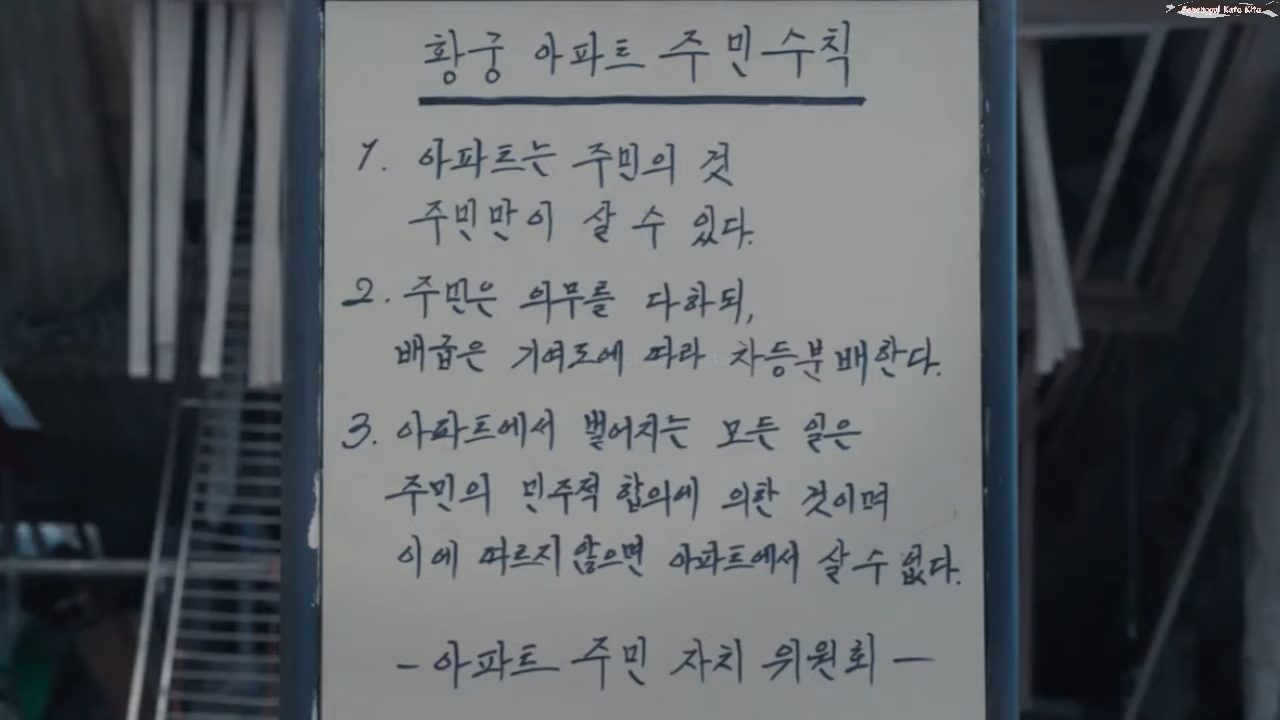 황궁 아파트 주민수칙
1. 아파트는 주민의 것
주민만이 살 수 있다.
2. 주민은 의무를 다하되,
배급은 기여도에 따라 차등분배한다.
3. 아파트에서 벌어지는 모든 일은
주민의 민주적 합의에 의한 것이며
이에 따르지 않으면 아파트에서 살 수 없다.
- 아파트 주민 자치 위원회 -